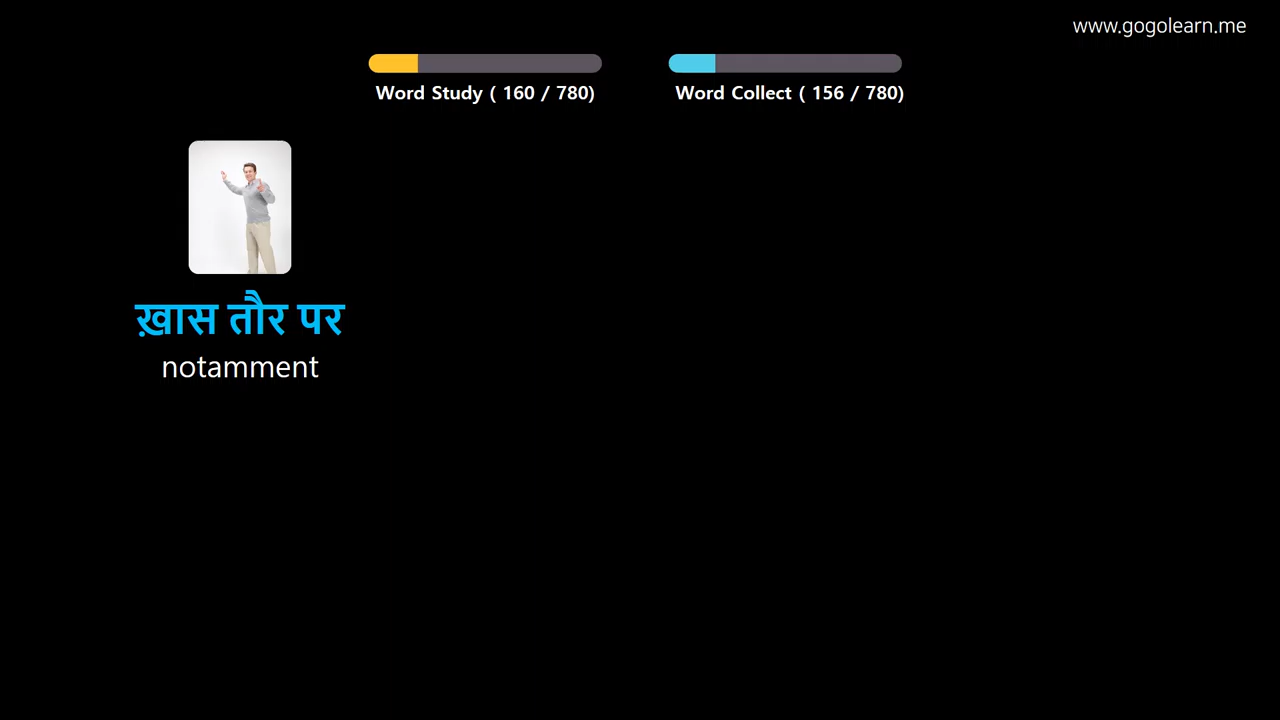 www.gogolearn.me
Word Study ( 160 / 780)
Word Collect ( 156 / 780)
ख़ास तौर पर
notamment